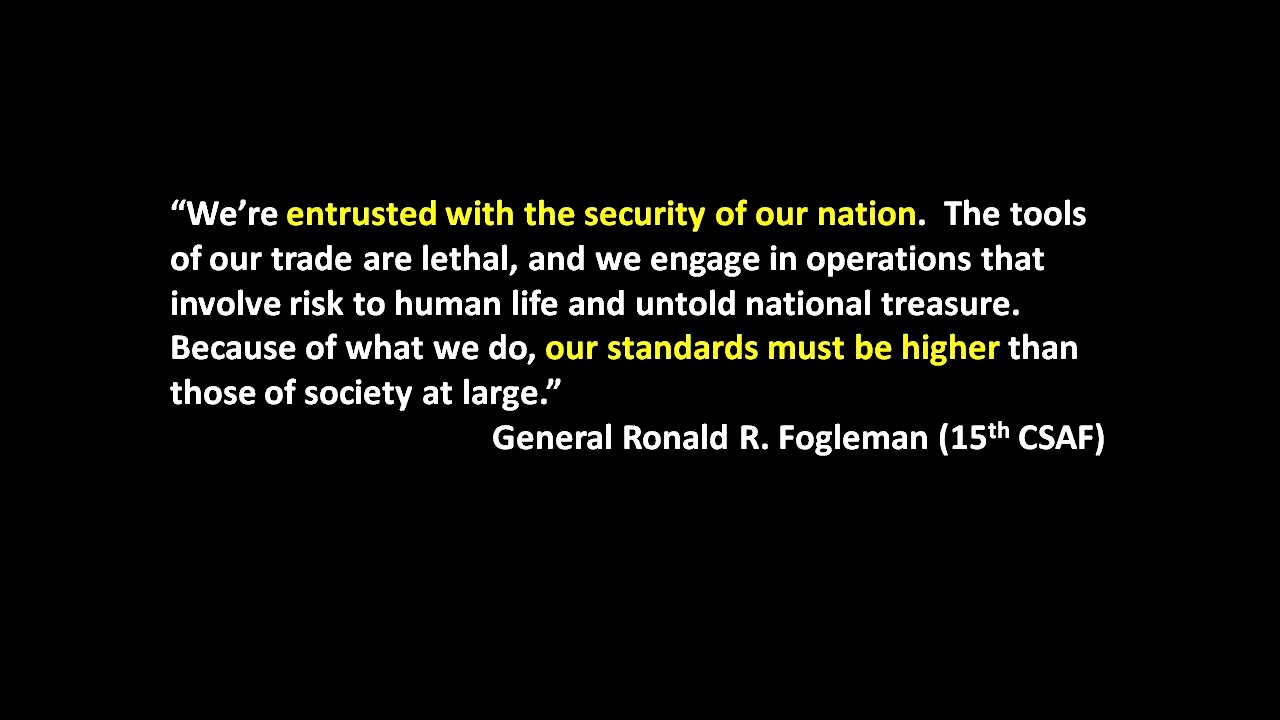 “We’re entrusted with the security of our nation.  The tools
of our trade are lethal, and we engage in operations that
involve risk to human life and untold national treasure.
Because of what we do, our standards must be higher than
those of society at large.”
General Ronald R. Fogleman (15th CSAF)